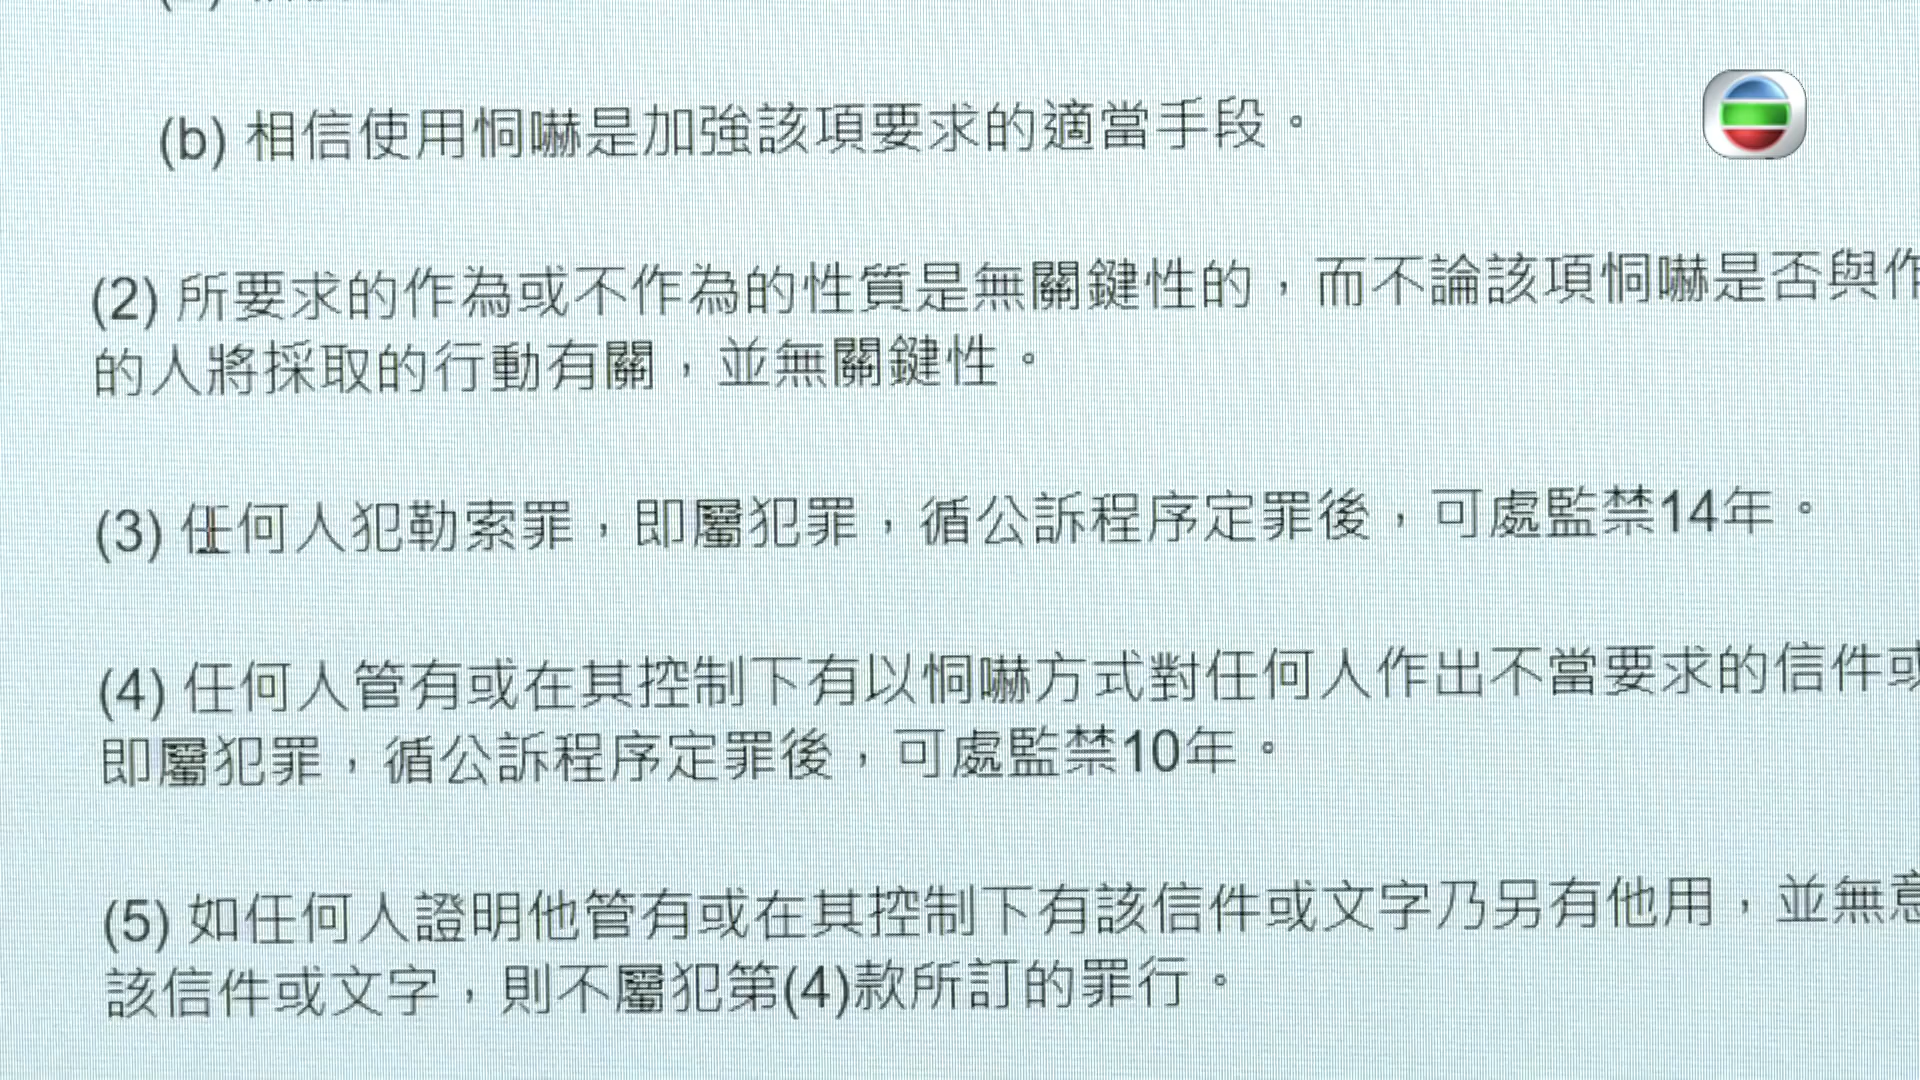 (b) 相信使用恫嚇是加強該項要求的適當手段。
(2) 所要求的作為或不作為的性質是無關鍵性的，而不論該項恫嚇是否與作
的人將採取的行動有關，並無關鍵性。
(3) 任何人犯勒索罪，即屬犯罪，循公訴程序定罪後，可處監禁14年。
(4) 任何人管有或在其控制下有以恫嚇方式對任何人作出不當要求的信件或
即屬犯罪，循公訴程序定罪後，可處監禁10年。
(5) 如任何人證明他管有或在其控制下有該信件或文字乃另有他用，並無意
該信件或文字，則不屬犯第(4)款所訂的罪行。